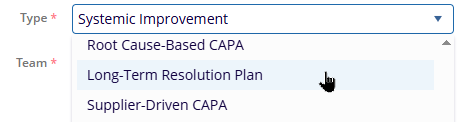 Type * Systemic Improvement
Root Cause-Based CAPA
Team *
Long-Term Resolution Plan
Supplier-Driven CAPA